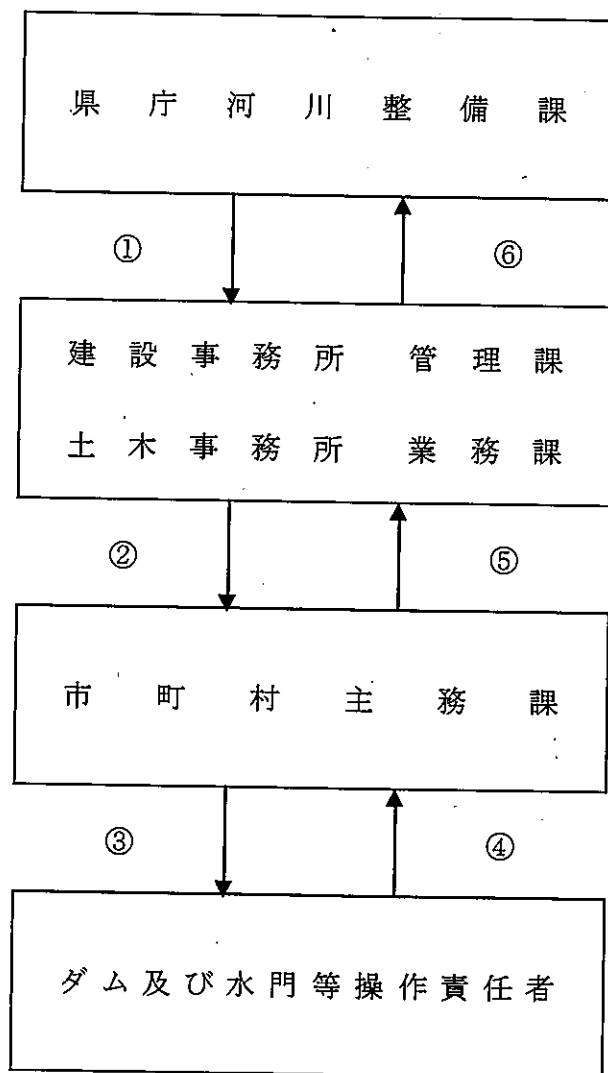 県庁河川整備課
① ⑥
建設事務所 管理課
土木事務所 業務課
② ⑤
市町村主務課
③ ④
ダム及び水門等操作責任者